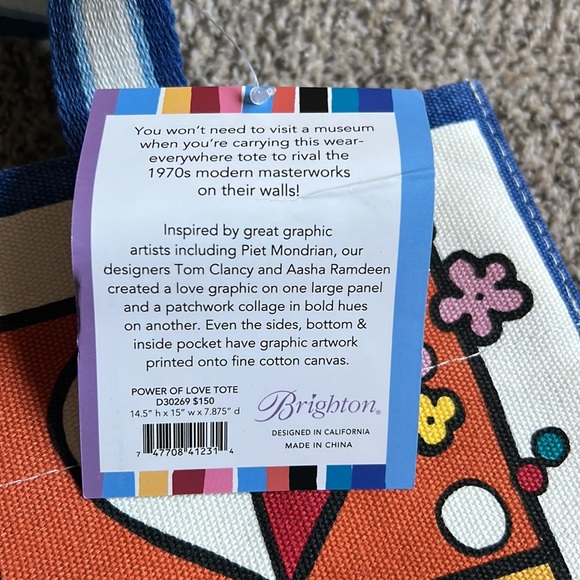 You won't need to visit a museum
when you're carrying this wear-
everywhere tote to rival the
1970s modern masterworks
on their walls!
Inspired by great graphic
artists including Piet Mondrian, our
designers Tom Clancy and Aasha Ramdeen
created a love graphic on one large panel
and a patchwork collage in bold hues
on another. Even the sides, bottom &
inside pocket have graphic artwork
printed onto fine cotton canvas.
POWER OF LOVE TOTE
D30269 $150
14.5" h x 15" w x 7.875" d
7 47708 41231 4
Brighton®
DESIGNED IN CALIFORNIA
MADE IN CHINA